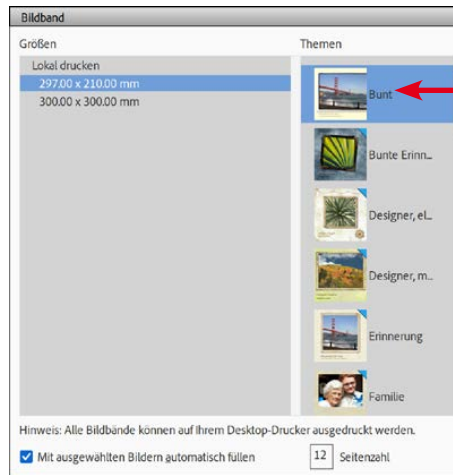 Bildband
Größen
Lokal drucken
297.00 x 210.00 mm
300.00 x 300.00 mm
Themen
Bunt
Bunte Erinn...
Designer, el...
Designer, m...
Erinnerung
Familie
Hinweis: Alle Bildbände können auf Ihrem Desktop-Drucker ausgedruckt werden.
Mit ausgewählten Bildern automatisch füllen
12 Seitenzahl